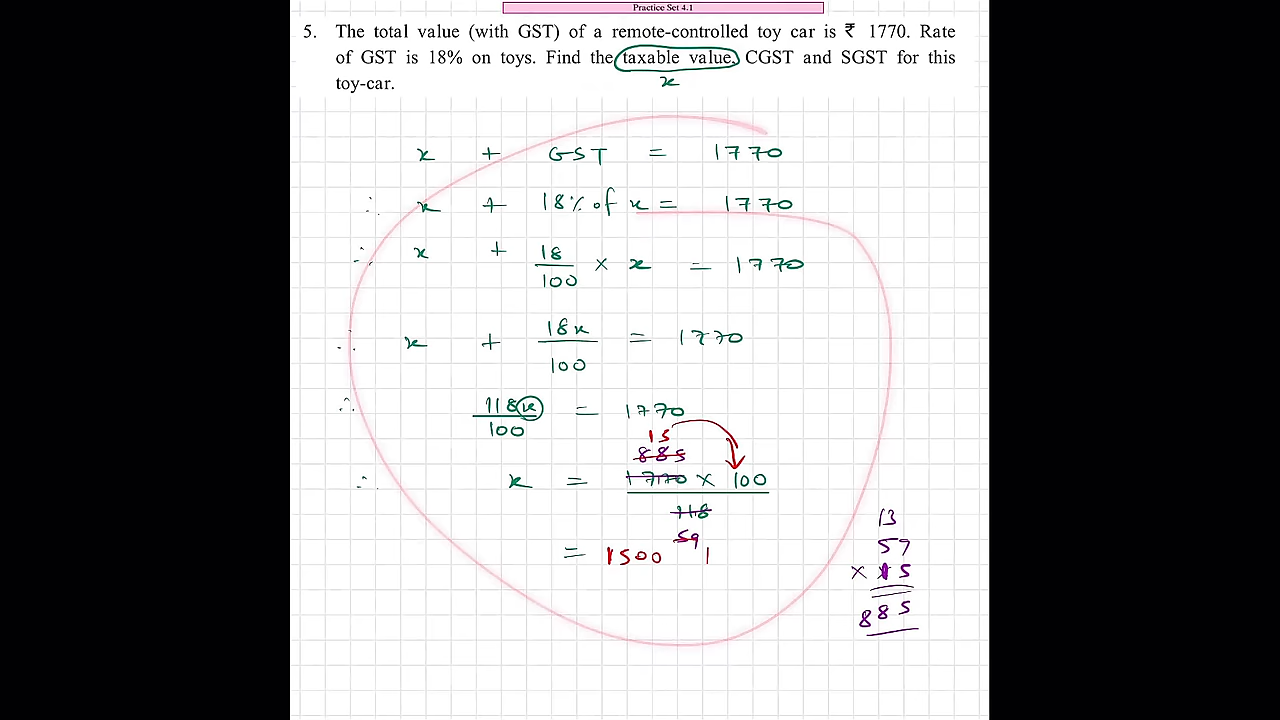 Practice Set 4.1
5. The total value (with GST) of a remote-controlled toy car is ₹ 1770. Rate
of GST is 18% on toys. Find the taxable value, CGST and SGST for this
x
toy-car.
x + GST = 1770
∴ x + 18% of x = 1770
∴ x + 18/100 × x = 1770
∴ x + 18x/100 = 1770
∴ 118x/100 = 1770
15
885
∴ x = 1770 × 100 / 118
59
= 1500 1
13
59
× 15
885